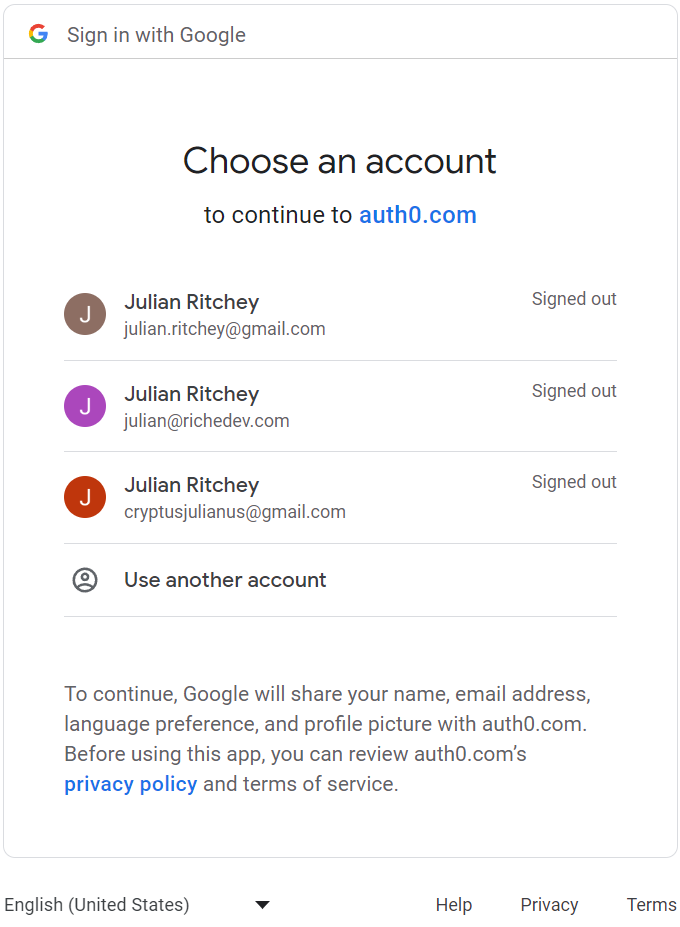 Sign in with Google
Choose an account
to continue to auth0.com
J
Julian Ritchey
Signed out
julian.ritchey@gmail.com
J
Julian Ritchey
Signed out
julian@richedev.com
J
Julian Ritchey
Signed out
cryptusjulianus@gmail.com
Use another account
To continue, Google will share your name, email address,
language preference, and profile picture with auth0.com.
Before using this app, you can review auth0.com’s
privacy policy and terms of service.
English (United States)
Help
Privacy
Terms